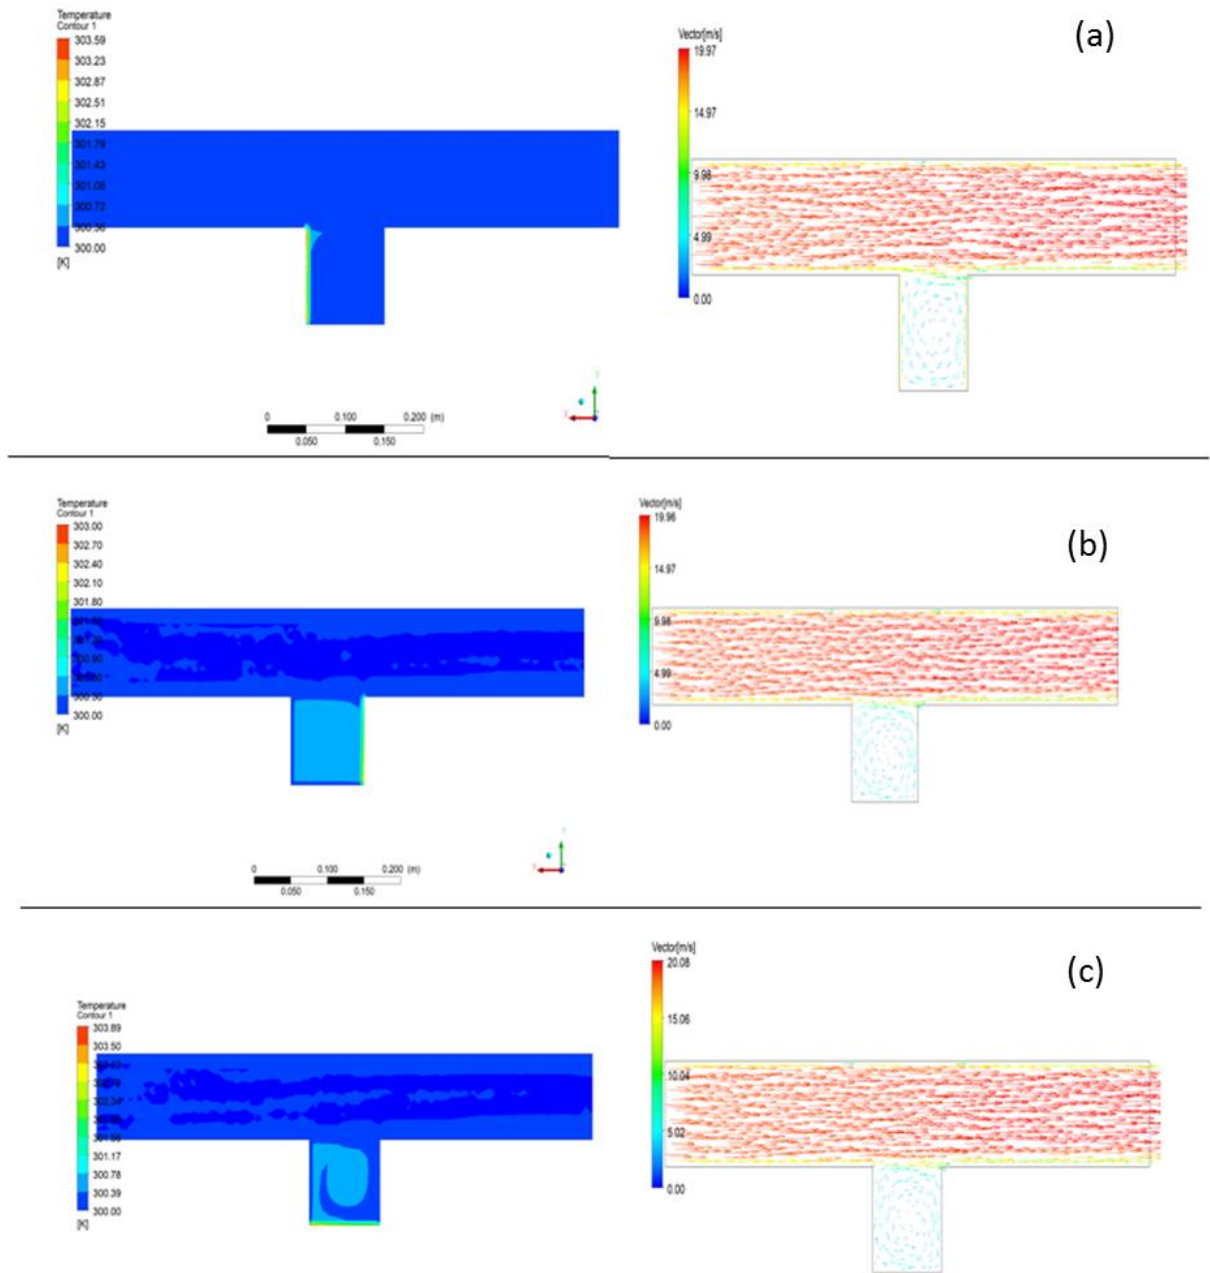 Temperature
Contour 1
303.59
303.23
302.87
302.51
302.15
301.79
301.43
301.08
300.72
300.36
300.00
[K]
0 0.100 0.200 (m)
0.050 0.150
Y
X
Vector[m/s]
19.97
14.97
9.98
4.99
0.00
(a)
Temperature
Contour 1
303.00
302.70
302.40
302.10
301.80
300.90
300.30
300.00
[K]
0 0.100 0.200 (m)
0.050 0.150
Vector[m/s]
19.96
14.97
9.98
4.99
0.00
(b)
Temperature
Contour 1
303.89
303.50
301.17
300.78
300.39
300.00
[K]
Vector[m/s]
20.08
15.06
10.04
5.02
0.00
(c)